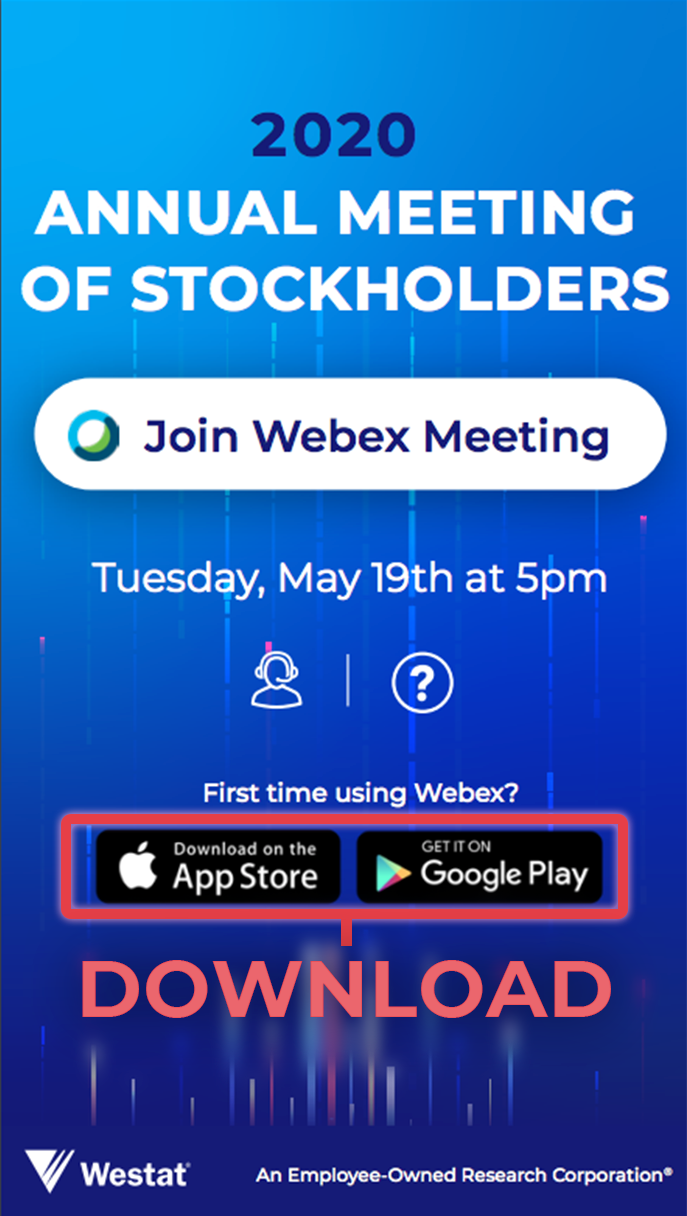 2020
ANNUAL MEETING
OF STOCKHOLDERS
Join Webex Meeting
Tuesday, May 19th at 5pm
?
First time using Webex?
Download on the
App Store
GET IT ON
Google Play
DOWNLOAD
Westat®
An Employee-Owned Research Corporation®